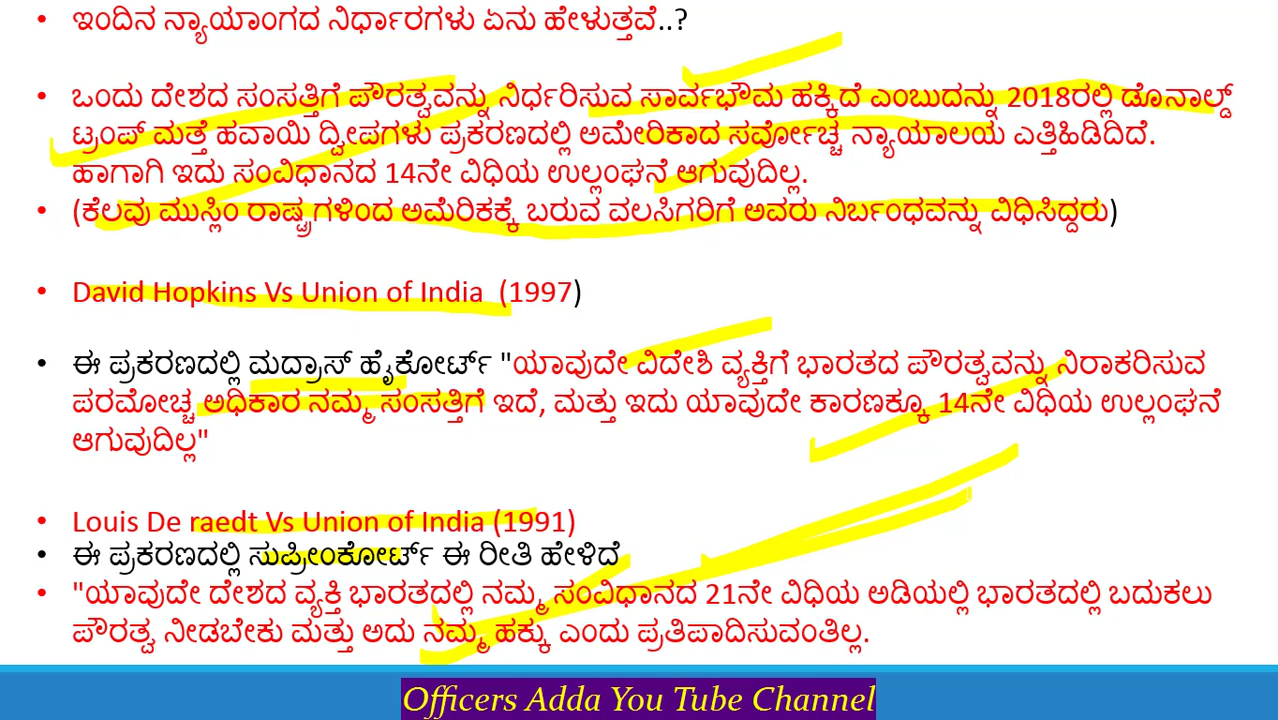 • ಇಂದಿನ ನ್ಯಾಯಾಂಗದ ನಿರ್ಧಾರಗಳು ಏನು ಹೇಳುತ್ತವೆ..?
• ಒಂದು ದೇಶದ ಸಂಸತ್ತಿಗೆ ಪೌರತ್ವವನ್ನು ನಿರ್ಧರಿಸುವ ಸಾರ್ವಭೌಮ ಹಕ್ಕಿದೆ ಎಂಬುದನ್ನು 2018ರಲ್ಲಿ ಡೊನಾಲ್ಡ್
ಟ್ರಂಪ್ ಮತ್ತೆ ಹವಾಯಿ ದ್ವೀಪಗಳು ಪ್ರಕರಣದಲ್ಲಿ ಅಮೇರಿಕಾದ ಸರ್ವೋಚ್ಚ ನ್ಯಾಯಾಲಯ ಎತ್ತಿಹಿಡಿದಿದೆ.
ಹಾಗಾಗಿ ಇದು ಸಂವಿಧಾನದ 14ನೇ ವಿಧಿಯ ಉಲ್ಲಂಘನೆ ಆಗುವುದಿಲ್ಲ.
• (ಕೆಲವು ಮುಸ್ಲಿಂ ರಾಷ್ಟ್ರಗಳಿಂದ ಅಮೆರಿಕಕ್ಕೆ ಬರುವ ವಲಸಿಗರಿಗೆ ಅವರು ನಿರ್ಬಂಧವನ್ನು ವಿಧಿಸಿದ್ದರು)
• David Hopkins Vs Union of India (1997)
• ಈ ಪ್ರಕರಣದಲ್ಲಿ ಮದ್ರಾಸ್ ಹೈಕೋರ್ಟ್ "ಯಾವುದೇ ವಿದೇಶಿ ವ್ಯಕ್ತಿಗೆ ಭಾರತದ ಪೌರತ್ವವನ್ನು ನಿರಾಕರಿಸುವ
ಪರಮೋಚ್ಚ ಅಧಿಕಾರ ನಮ್ಮ ಸಂಸತ್ತಿಗೆ ಇದೆ, ಮತ್ತು ಇದು ಯಾವುದೇ ಕಾರಣಕ್ಕೂ 14ನೇ ವಿಧಿಯ ಉಲ್ಲಂಘನೆ
ಆಗುವುದಿಲ್ಲ"
• Louis De raedt Vs Union of India (1991)
• ಈ ಪ್ರಕರಣದಲ್ಲಿ ಸುಪ್ರೀಂಕೋರ್ಟ್ ಈ ರೀತಿ ಹೇಳಿದೆ
• "ಯಾವುದೇ ದೇಶದ ವ್ಯಕ್ತಿ ಭಾರತದಲ್ಲಿ ನಮ್ಮ ಸಂವಿಧಾನದ 21ನೇ ವಿಧಿಯ ಅಡಿಯಲ್ಲಿ ಭಾರತದಲ್ಲಿ ಬದುಕಲು
ಪೌರತ್ವ ನೀಡಬೇಕು ಮತ್ತು ಅದು ನಮ್ಮ ಹಕ್ಕು ಎಂದು ಪ್ರತಿಪಾದಿಸುವಂತಿಲ್ಲ.
Officers Adda You Tube Channel